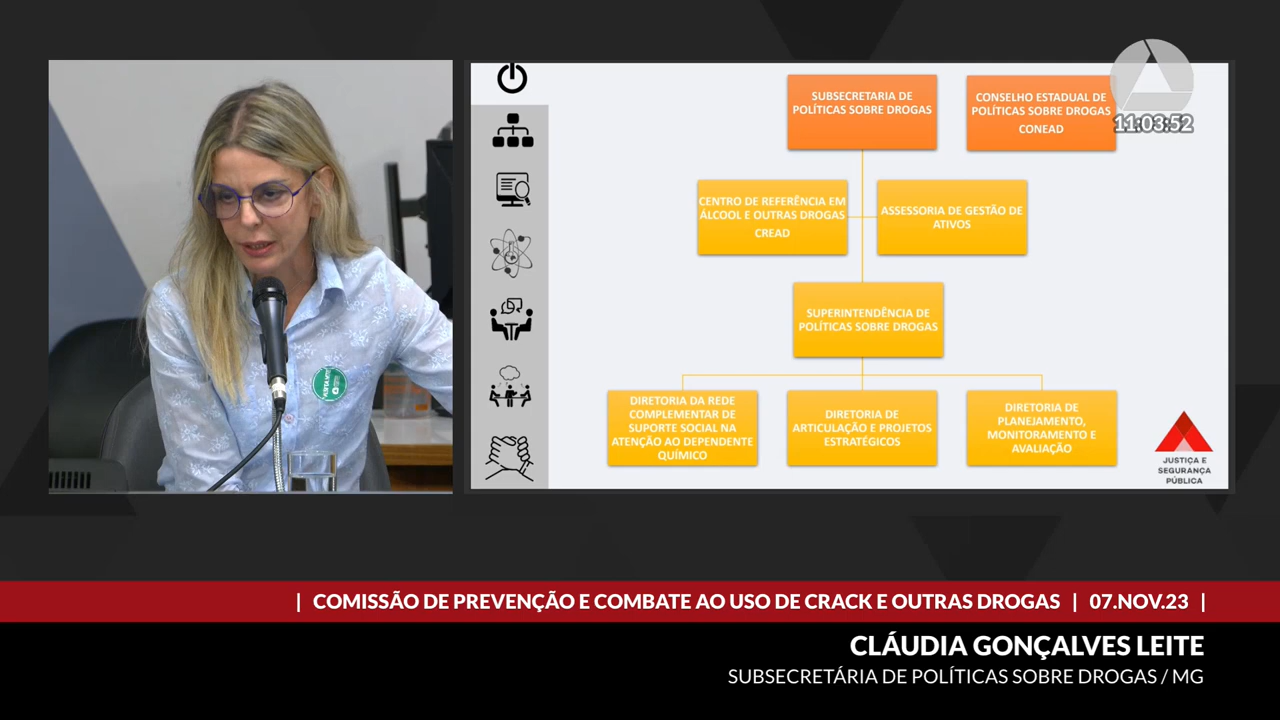 SUBSECRETARIA DE
POLÍTICAS SOBRE DROGAS
CONSELHO ESTADUAL DE
POLÍTICAS SOBRE DROGAS
CONEAD
11:03:52
CENTRO DE REFERÊNCIA EM
ÁLCOOL E OUTRAS DROGAS
CREAD
ASSESSORIA DE GESTÃO DE
ATIVOS
SUPERINTENDÊNCIA DE
POLÍTICAS SOBRE DROGAS
DIRETORIA DA REDE
COMPLEMENTAR DE
SUPORTE SOCIAL NA
ATENÇÃO AO DEPENDENTE
QUÍMICO
DIRETORIA DE
ARTICULAÇÃO E PROJETOS
ESTRATÉGICOS
DIRETORIA DE
PLANEJAMENTO,
MONITORAMENTO E
AVALIAÇÃO
JUSTIÇA E
SEGURANÇA
PÚBLICA
| COMISSÃO DE PREVENÇÃO E COMBATE AO USO DE CRACK E OUTRAS DROGAS | 07.NOV.23 |
CLÁUDIA GONÇALVES LEITE
SUBSECRETÁRIA DE POLÍTICAS SOBRE DROGAS / MG